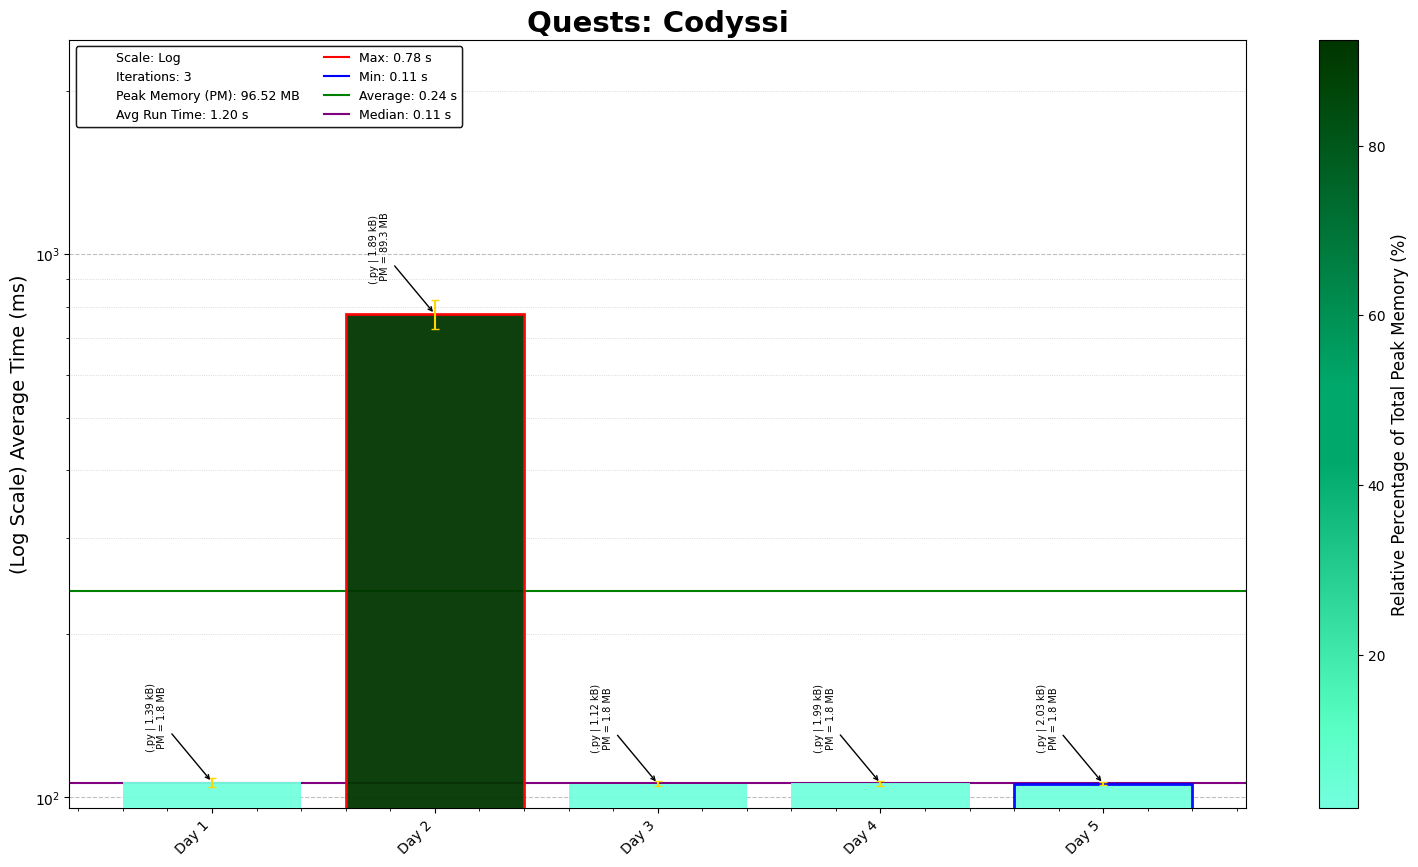 Quests: Codyssi
Scale: Log
Iterations: 3
Peak Memory (PM): 96.52 MB
Avg Run Time: 1.20 s
Max: 0.78 s
Min: 0.11 s
Average: 0.24 s
Median: 0.11 s
(Log Scale) Average Time (ms)
10³
10²
(.py | 1.39 kB)
PM = 1.8 MB
(.py | 1.89 kB)
PM = 89.3 MB
(.py | 1.12 kB)
PM = 1.8 MB
(.py | 1.99 kB)
PM = 1.8 MB
(.py | 2.03 kB)
PM = 1.8 MB
Day 1
Day 2
Day 3
Day 4
Day 5
80
60
40
20
Relative Percentage of Total Peak Memory (%)